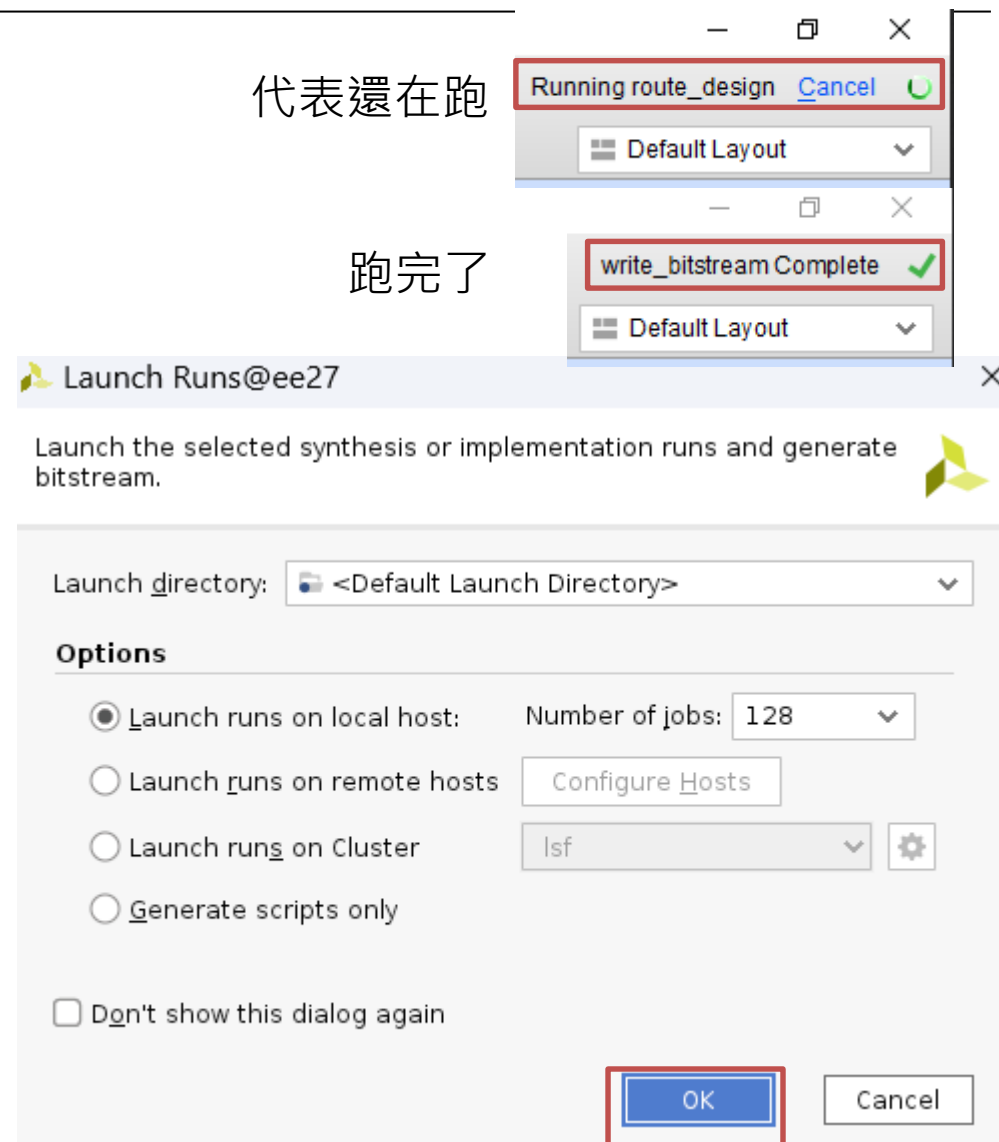 代表還在跑
Running route_design Cancel
Default Layout
跑完了
write_bitstream Complete
Default Layout
Launch Runs@ee27
Launch the selected synthesis or implementation runs and generate
bitstream.
Launch directory: <Default Launch Directory>
Options
Launch runs on local host: Number of jobs: 128
Launch runs on remote hosts Configure Hosts
Launch runs on Cluster lsf
Generate scripts only
Don't show this dialog again
OK Cancel